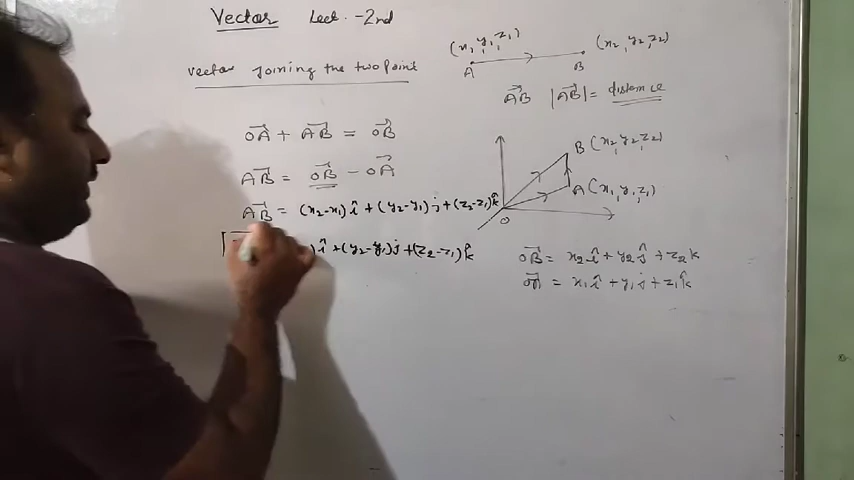 Vector Lect. -2nd
vector Joining the two point
(x₁, y₁, z₁) (x₂, y₂, z₂)
A B
AB⃗ |AB⃗| = distance
OA⃗ + AB⃗ = OB⃗
AB⃗ = OB⃗ - OA⃗
AB⃗ = (x₂-x₁)î + (y₂-y₁)j + (z₂-z₁)k̂
)î + (y₂-y₁)j + (z₂-z₁)k̂
B (x₂, y₂, z₂)
A (x₁, y₁, z₁)
O
OB⃗ = x₂î + y₂ĵ + z₂k
OA⃗ = x₁î + y₁j + z₁k̂